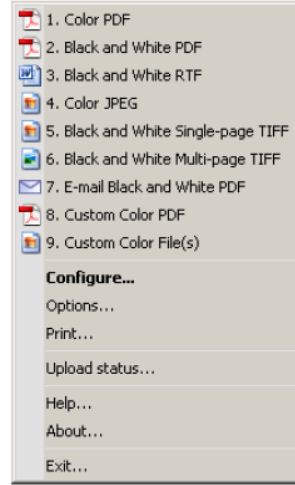 1. Color PDF
2. Black and White PDF
3. Black and White RTF
4. Color JPEG
5. Black and White Single-page TIFF
6. Black and White Multi-page TIFF
7. E-mail Black and White PDF
8. Custom Color PDF
9. Custom Color File(s)
Configure...
Options...
Print...
Upload status...
Help...
About...
Exit...